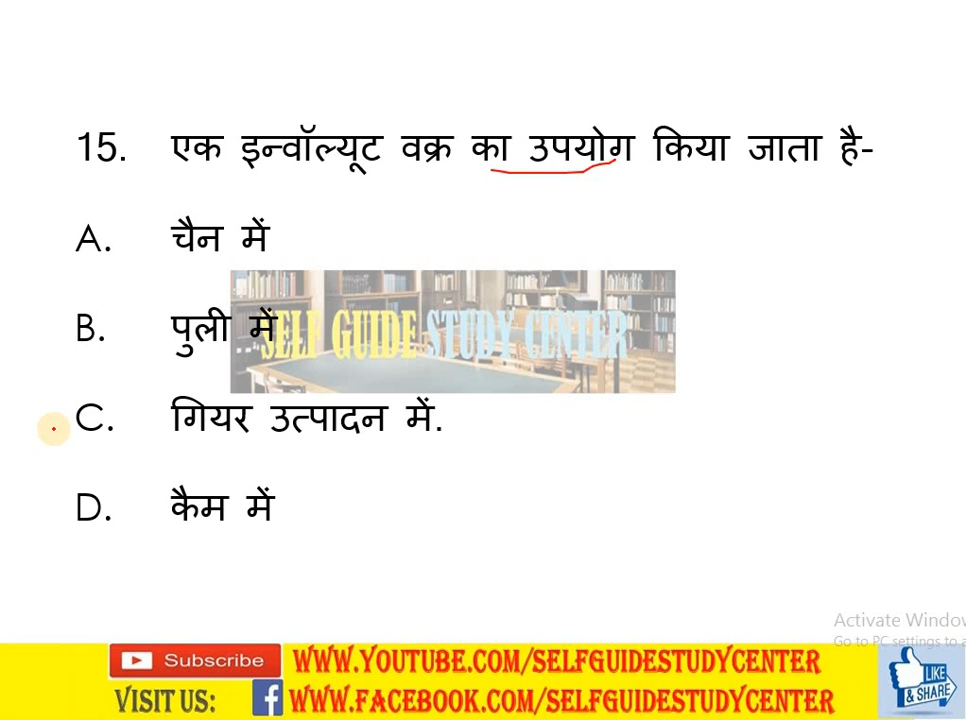 15. एक इन्वॉल्यूट वक्र का उपयोग किया जाता है-
A. चैन में
B. पुली में
SELF GUIDE STUDY CENTER
C. गियर उत्पादन में.
D. कैम में
Activate Window
Go to PC settings to a
Subscribe WWW.YOUTUBE.COM/SELFGUIDESTUDYCENTER
VISIT US: f WWW.FACEBOOK.COM/SELFGUIDESTUDYCENTER
LIKE
& SHARE